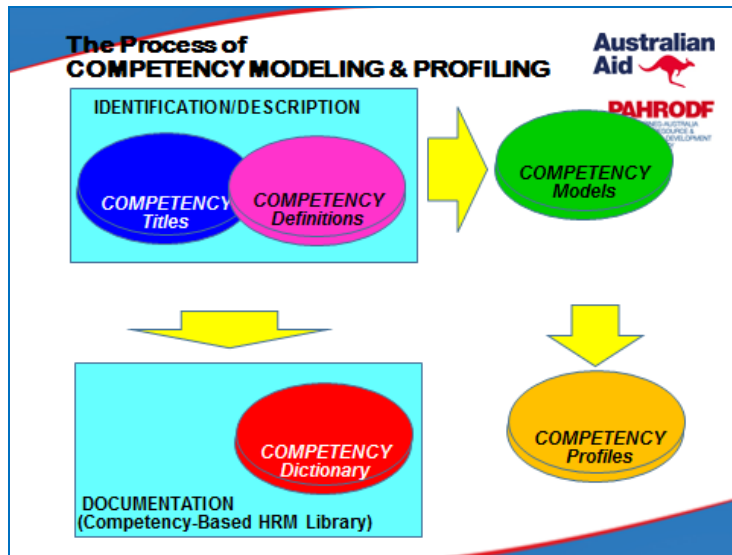 The Process of
COMPETENCY MODELING & PROFILING
Australian
Aid
IDENTIFICATION/DESCRIPTION
PAHRODF
COMPETENCY
Titles
COMPETENCY
Definitions
COMPETENCY
Models
COMPETENCY
Dictionary
COMPETENCY
Profiles
DOCUMENTATION
(Competency-Based HRM Library)